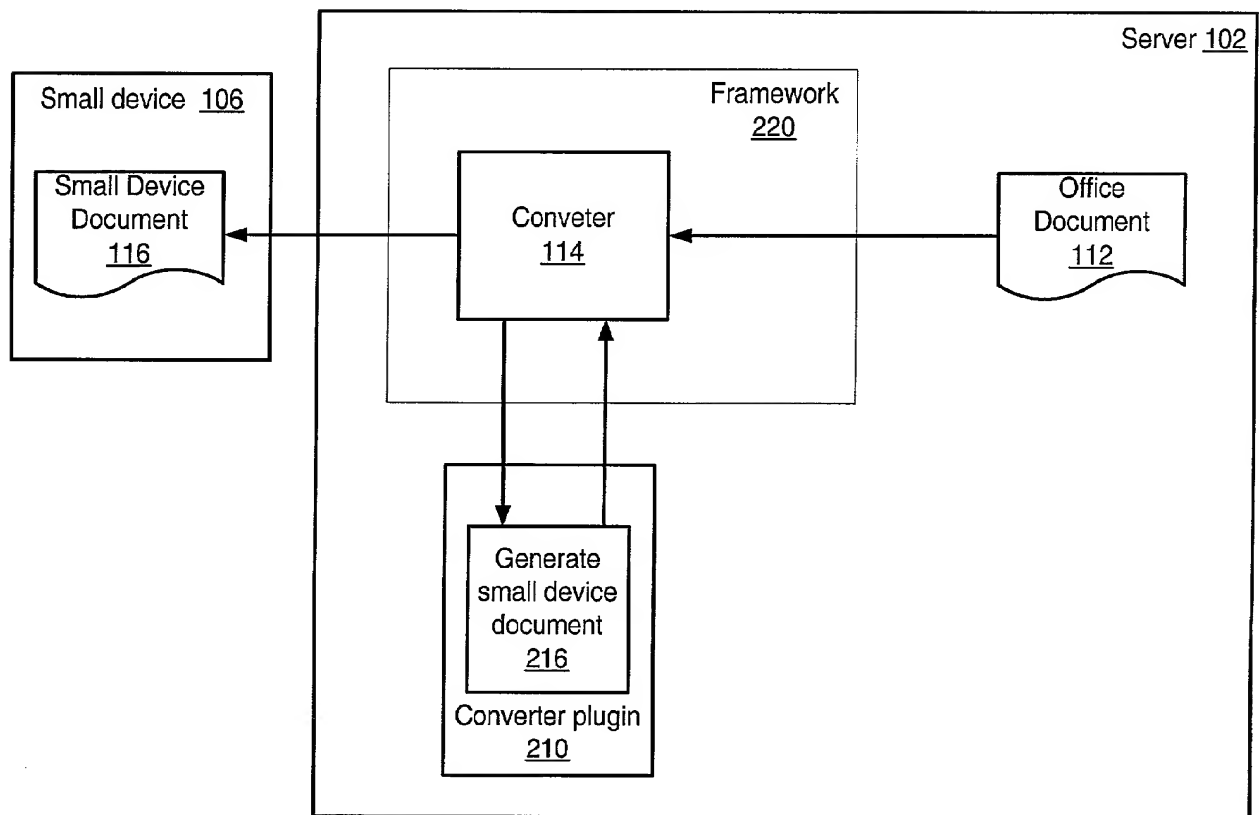 Server 102
Small device 106
Framework
220
Small Device
Document
116
Conveter
114
Office
Document
112
Generate
small device
document
216
Converter plugin
210